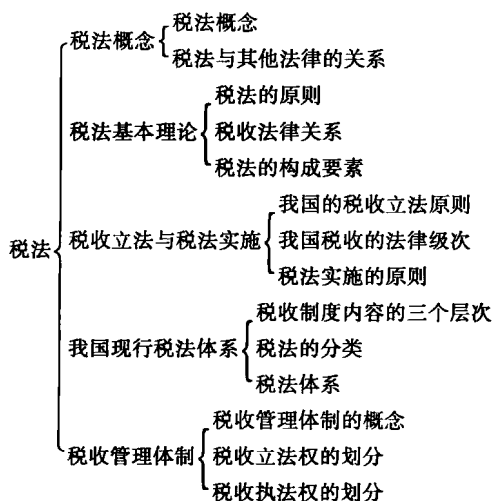 税法
税法概念
税法概念
税法与其他法律的关系
税法基本理论
税法的原则
税收法律关系
税法的构成要素
税收立法与税法实施
我国的税收立法原则
我国税收的法律级次
税法实施的原则
我国现行税法体系
税收制度内容的三个层次
税法的分类
税法体系
税收管理体制
税收管理体制的概念
税收立法权的划分
税收执法权的划分